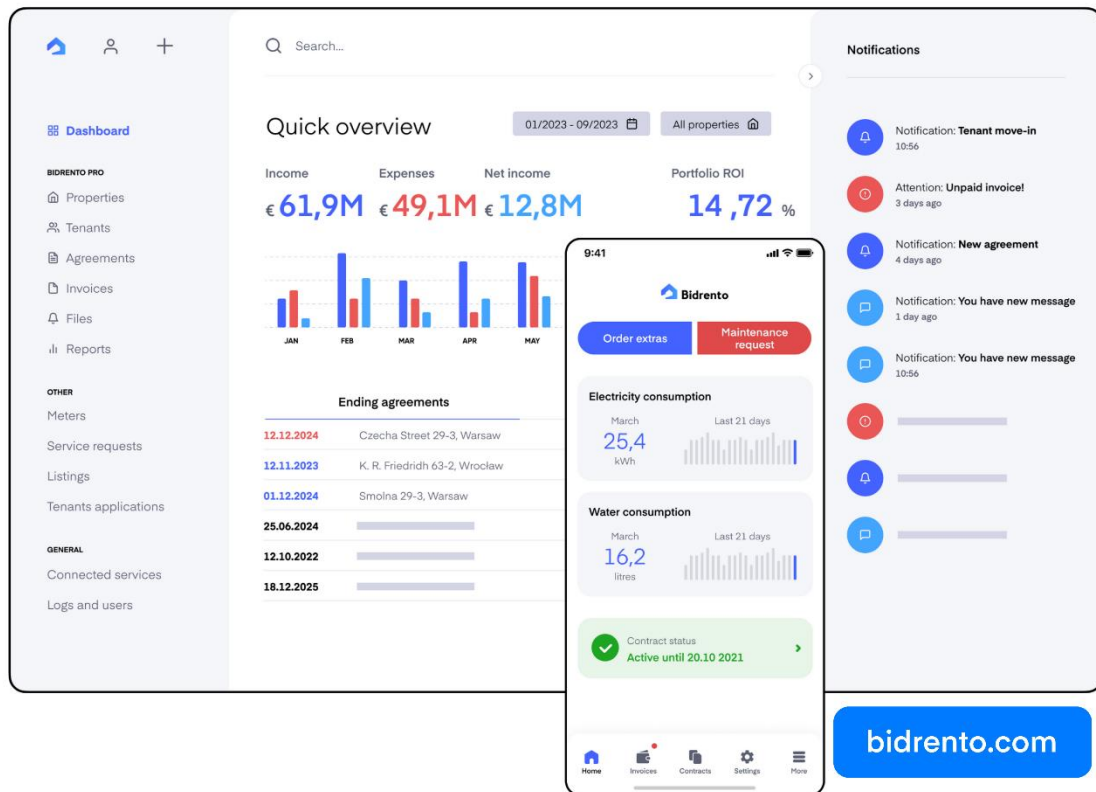 Search...
Dashboard
BIDRENTO PRO
Properties
Tenants
Agreements
Invoices
Files
Reports
OTHER
Meters
Service requests
Listings
Tenants applications
GENERAL
Connected services
Logs and users
Quick overview
01/2023 - 09/2023
All properties
Income Expenses Net income Portfolio ROI
€ 61,9M € 49,1M € 12,8M 14 ,72 %
JAN FEB MAR APR MAY
Ending agreements
12.12.2024 Czecha Street 29-3, Warsaw
12.11.2023 K. R. Friedridh 63-2, Wrocław
01.12.2024 Smolna 29-3, Warsaw
25.06.2024
12.10.2022
18.12.2025
9:41
Bidrento
Order extras
Maintenance
request
Electricity consumption
March Last 21 days
25,4
kWh
Water consumption
March Last 21 days
16,2
litres
Contract status
Active until 20.10 2021
Home Invoices Contracts Settings More
Notifications
Notification: Tenant move-in
10:56
Attention: Unpaid invoice!
3 days ago
Notification: New agreement
4 days ago
Notification: You have new message
1 day ago
Notification: You have new message
10:56
bidrento.com